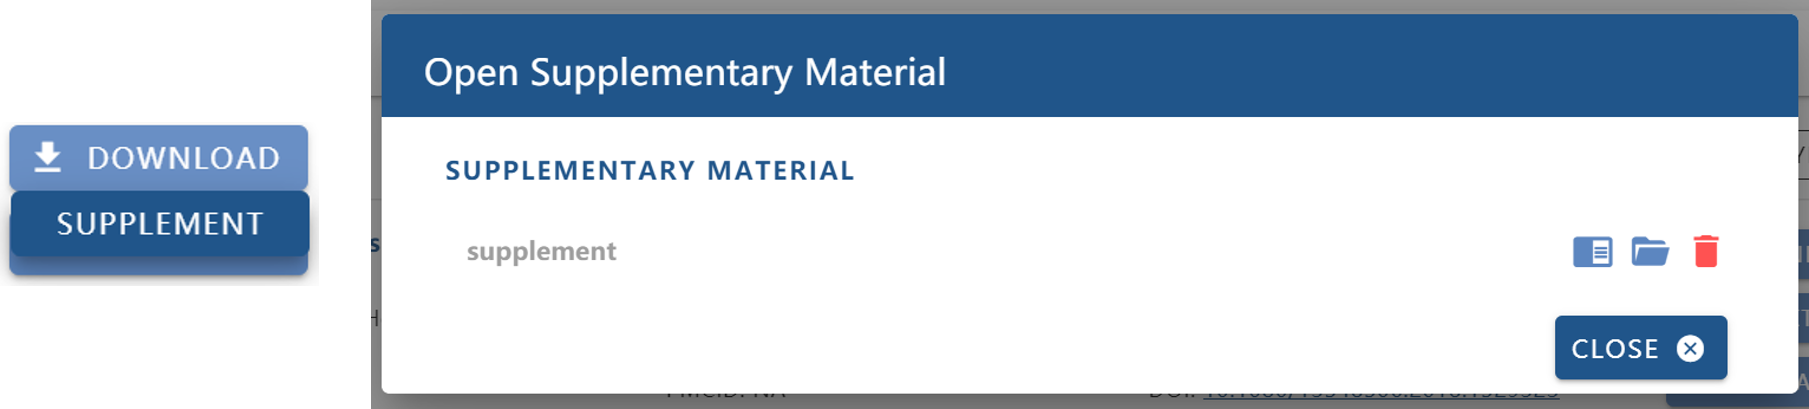 DOWNLOAD
SUPPLEMENT
Open Supplementary Material
SUPPLEMENTARY MATERIAL
supplement
CLOSE